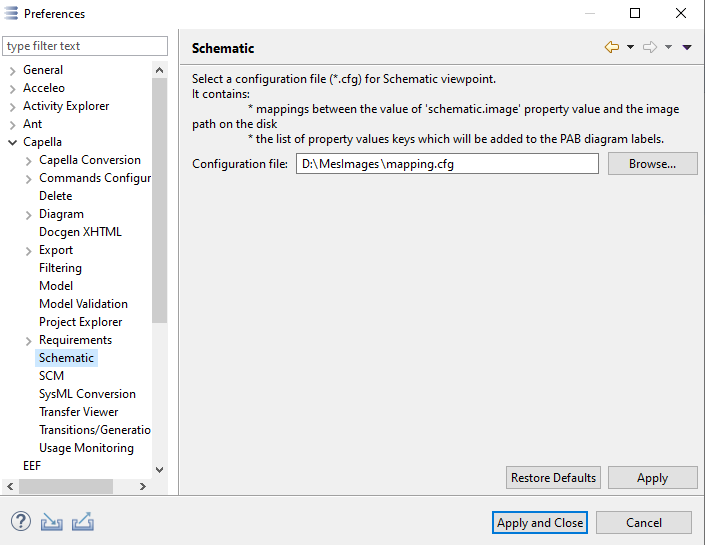 Preferences
type filter text
General
Acceleo
Activity Explorer
Ant
Capella
Capella Conversion
Commands Configur
Delete
Diagram
Docgen XHTML
Export
Filtering
Model
Model Validation
Project Explorer
Requirements
Schematic
SCM
SysML Conversion
Transfer Viewer
Transitions/Generatio
Usage Monitoring
EEF
Schematic
Select a configuration file (*.cfg) for Schematic viewpoint.
It contains:
* mappings between the value of 'schematic.image' property value and the image
path on the disk
* the list of property values keys which will be added to the PAB diagram labels.
Configuration file: D:\MesImages\mapping.cfg Browse...
Restore Defaults Apply
? Apply and Close Cancel